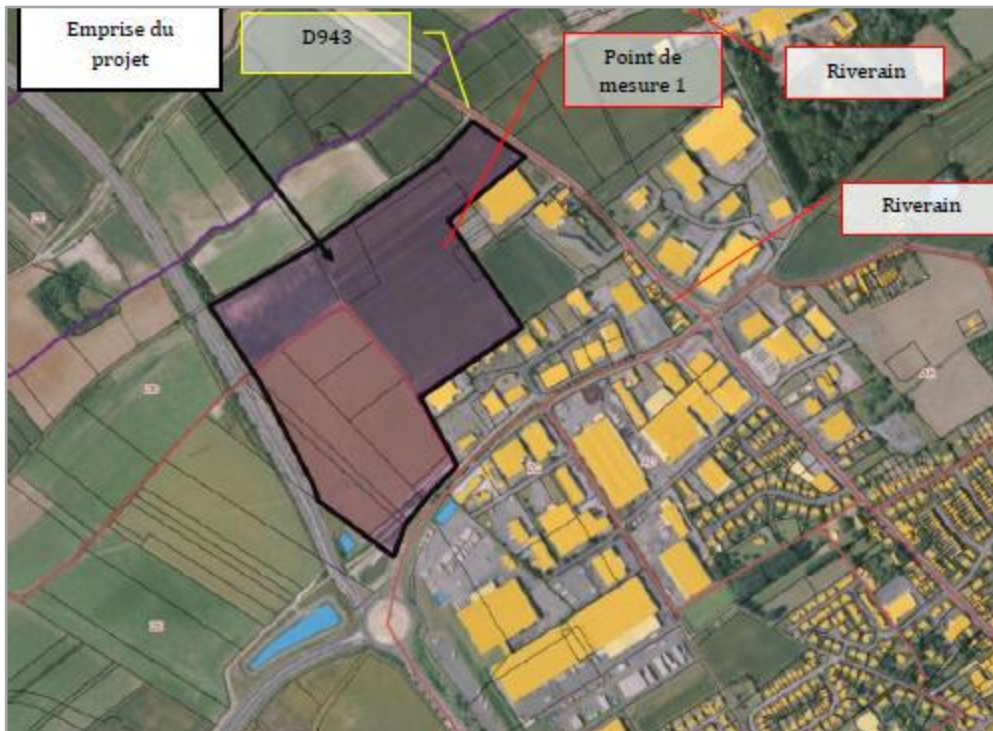 Emprise du
projet
D943
Point de
mesure 1
Riverain
Riverain